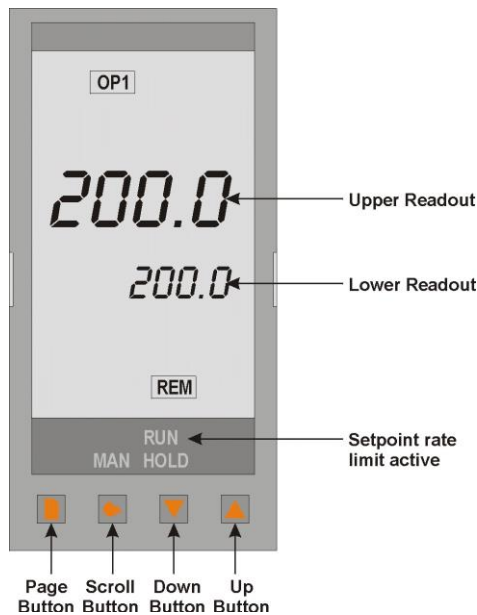 OP1
200.0
Upper Readout
200.0
Lower Readout
REM
RUN
MAN HOLD
Setpoint rate
limit active
Page Scroll Down Up
Button Button Button Button